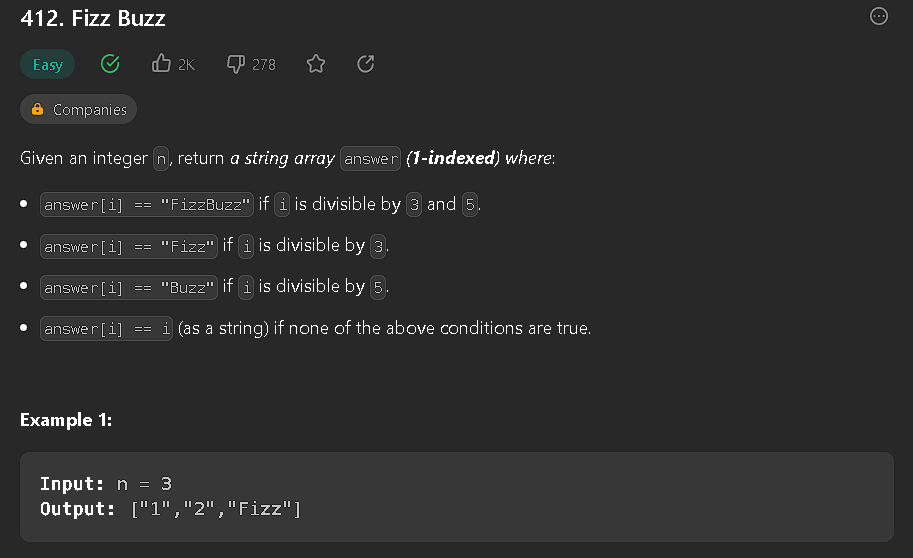 412. Fizz Buzz
Easy 2K 278
Companies
Given an integer n, return a string array answer (1-indexed) where:
answer[i] == "FizzBuzz" if i is divisible by 3 and 5.
answer[i] == "Fizz" if i is divisible by 3.
answer[i] == "Buzz" if i is divisible by 5.
answer[i] == i (as a string) if none of the above conditions are true.
Example 1:
Input: n = 3
Output: ["1","2","Fizz"]